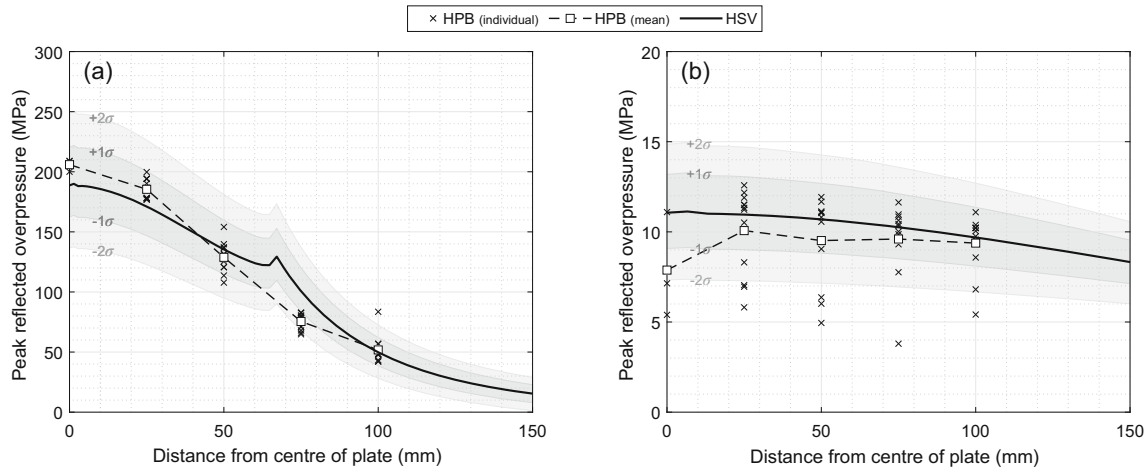 HPB (individual) HPB (mean) HSV
(a)
300
250
200
150
100
50
0
+2σ
+1σ
-1σ
-2σ
0 50 100 150
Peak reflected overpressure (MPa)
Distance from centre of plate (mm)
(b)
20
15
10
5
0
+2σ
+1σ
-1σ
-2σ
0 50 100 150
Peak reflected overpressure (MPa)
Distance from centre of plate (mm)